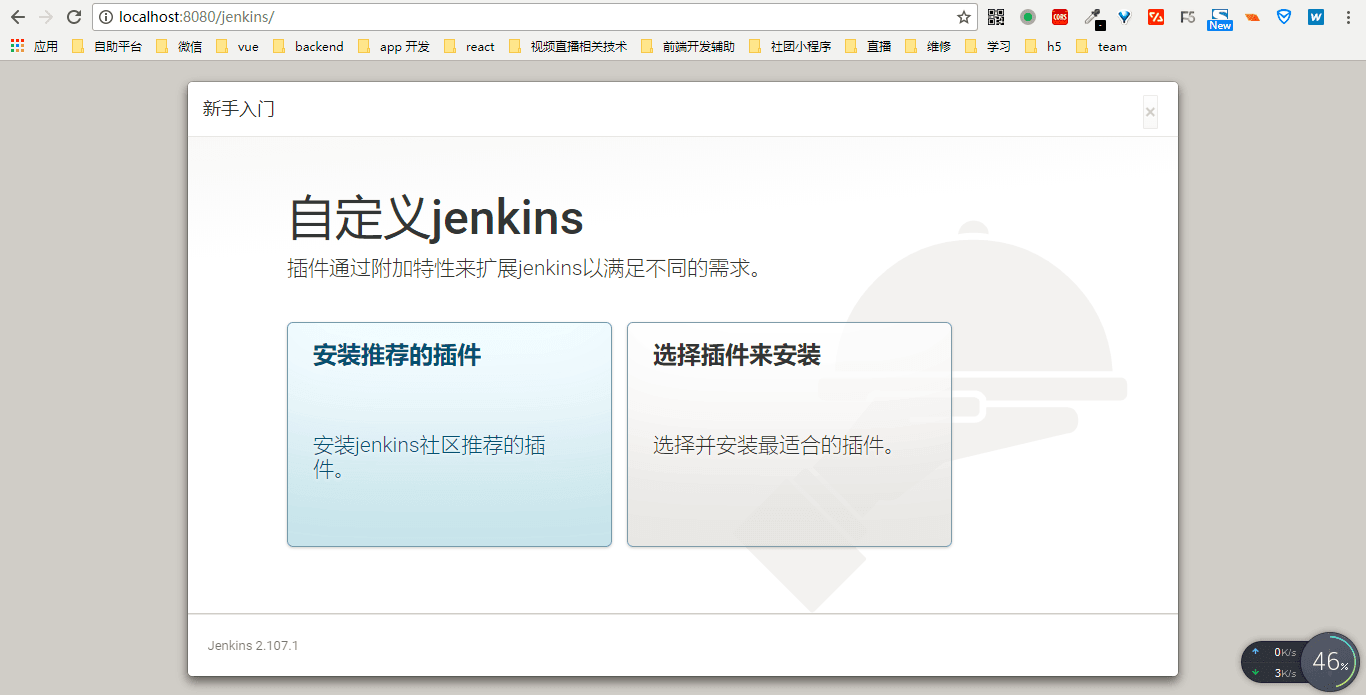 localhost:8080/jenkins/
CORS
F5
New
W
应用 自助平台 微信 vue backend app 开发 react 视频直播相关技术 前端开发辅助 社团小程序 直播 维修 学习 h5 team
新手入门
×
自定义jenkins
插件通过附加特性来扩展jenkins以满足不同的需求。
安装推荐的插件
安装jenkins社区推荐的插
件。
选择插件来安装
选择并安装最适合的插件。
Jenkins 2.107.1
0K/s
3K/s
46%